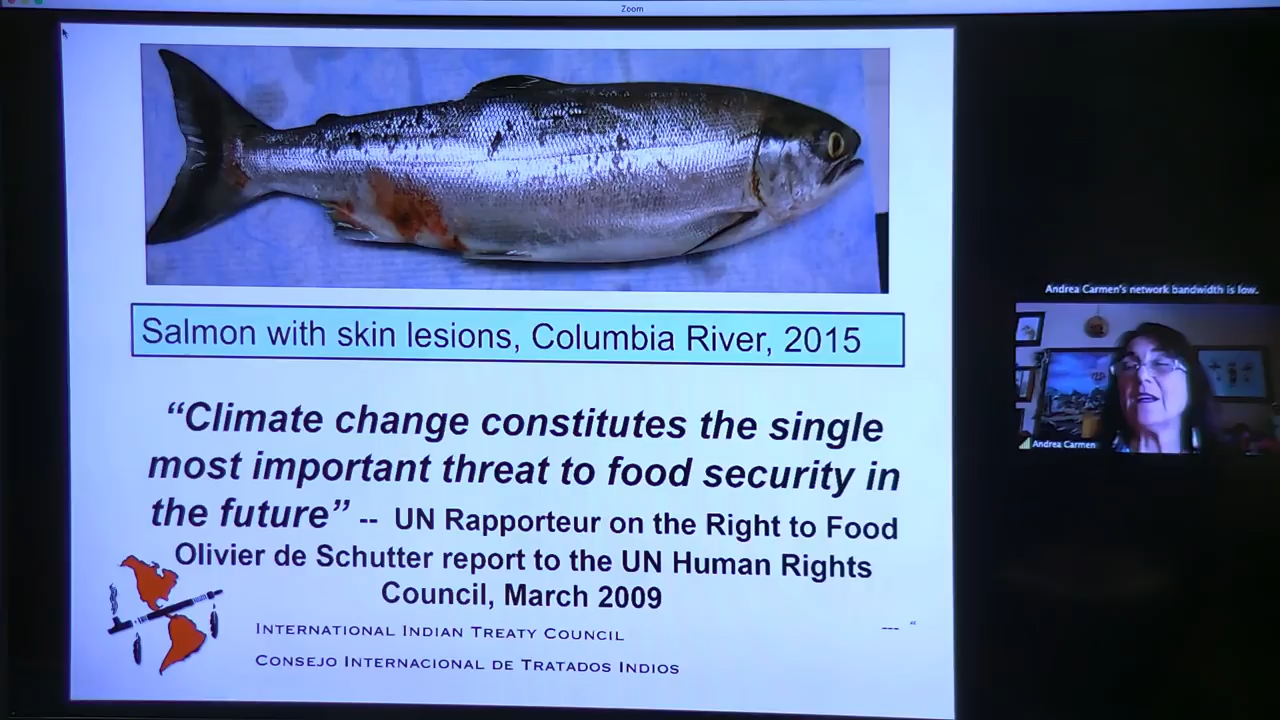 Zoom
Salmon with skin lesions, Columbia River, 2015
“Climate change constitutes the single
most important threat to food security in
the future” -- UN Rapporteur on the Right to Food
Olivier de Schutter report to the UN Human Rights
Council, March 2009
International Indian Treaty Council
Consejo Internacional de Tratados Indios
Andrea Carmen's network bandwidth is low.
Andrea Carmen